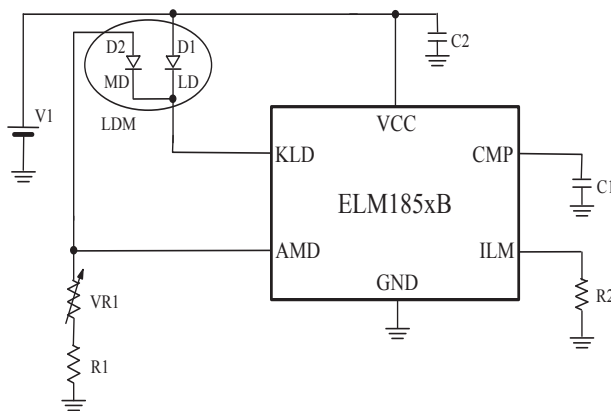 D2
D1
C2
MD
LD
LDM
V1
VCC
KLD
CMP
C1
ELM185xB
AMD
ILM
GND
VR1
R2
R1